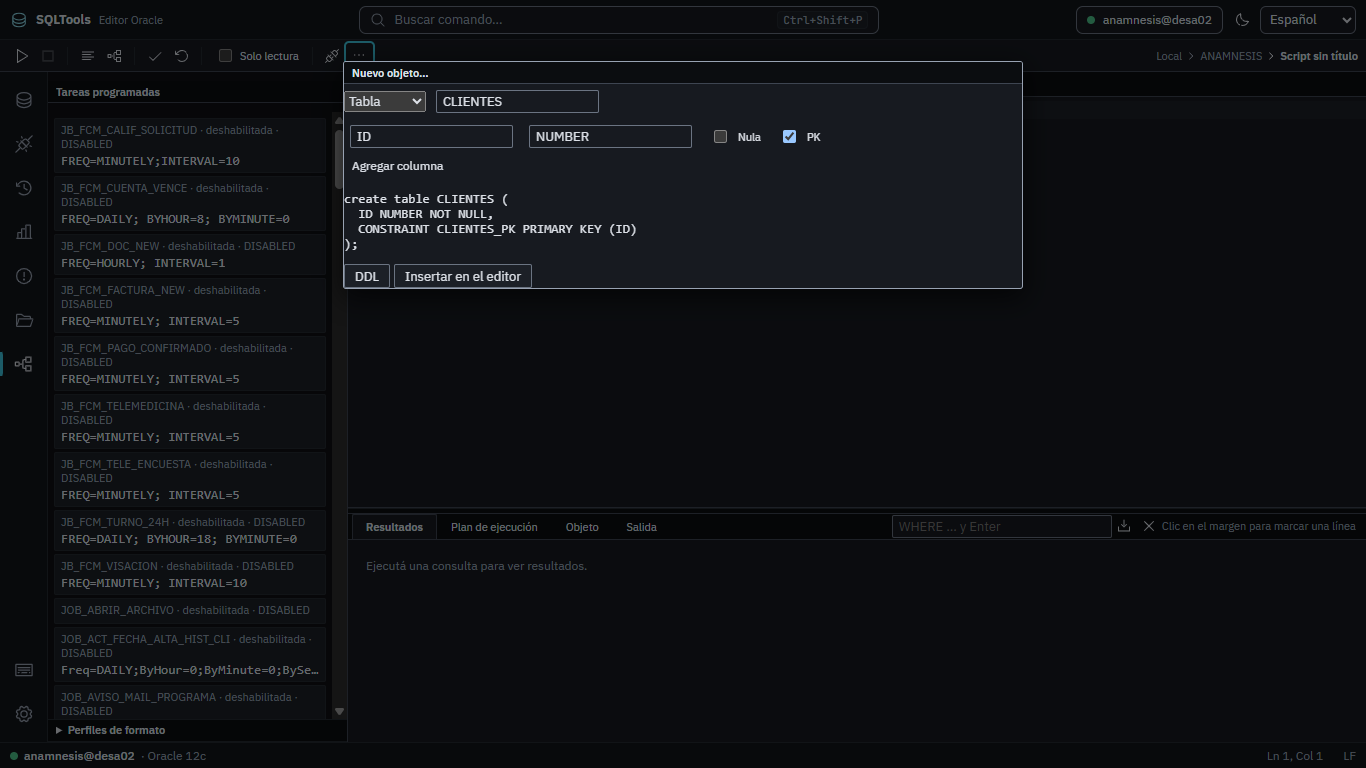 SQLTools Editor Oracle
Buscar comando... Ctrl+Shift+P
anamnesis@desa02
Español
Solo lectura
...
Local > ANAMNESIS > Script sin título
Tareas programadas
JB_FCM_CALIF_SOLICITUD · deshabilitada ·
DISABLED
FREQ=MINUTELY;INTERVAL=10
JB_FCM_CUENTA_VENCE · deshabilitada ·
DISABLED
FREQ=DAILY; BYHOUR=8; BYMINUTE=0
JB_FCM_DOC_NEW · deshabilitada · DISABLED
FREQ=HOURLY; INTERVAL=1
JB_FCM_FACTURA_NEW · deshabilitada ·
DISABLED
FREQ=MINUTELY; INTERVAL=5
JB_FCM_PAGO_CONFIRMADO · deshabilitada ·
DISABLED
FREQ=MINUTELY; INTERVAL=5
JB_FCM_TELEMEDICINA · deshabilitada ·
DISABLED
FREQ=MINUTELY; INTERVAL=5
JB_FCM_TELE_ENCUESTA · deshabilitada ·
DISABLED
FREQ=MINUTELY; INTERVAL=5
JB_FCM_TURNO_24H · deshabilitada · DISABLED
FREQ=DAILY; BYHOUR=18; BYMINUTE=0
JB_FCM_VISACION · deshabilitada · DISABLED
FREQ=MINUTELY; INTERVAL=10
JOB_ABRIR_ARCHIVO · deshabilitada · DISABLED
JOB_ACT_FECHA_ALTA_HIST_CLI · deshabilitada ·
DISABLED
Freq=DAILY;ByHour=0;ByMinute=0;BySe…
JOB_AVISO_MAIL_PROGRAMA · deshabilitada ·
DISABLED
Perfiles de formato
Nuevo objeto...
Tabla CLIENTES
ID NUMBER Nula PK
Agregar columna
create table CLIENTES (
  ID NUMBER NOT NULL,
  CONSTRAINT CLIENTES_PK PRIMARY KEY (ID)
);
DDL Insertar en el editor
Resultados Plan de ejecución Objeto Salida
WHERE ... y Enter
Clic en el margen para marcar una línea
Ejecutá una consulta para ver resultados.
anamnesis@desa02 · Oracle 12c
Ln 1, Col 1 LF